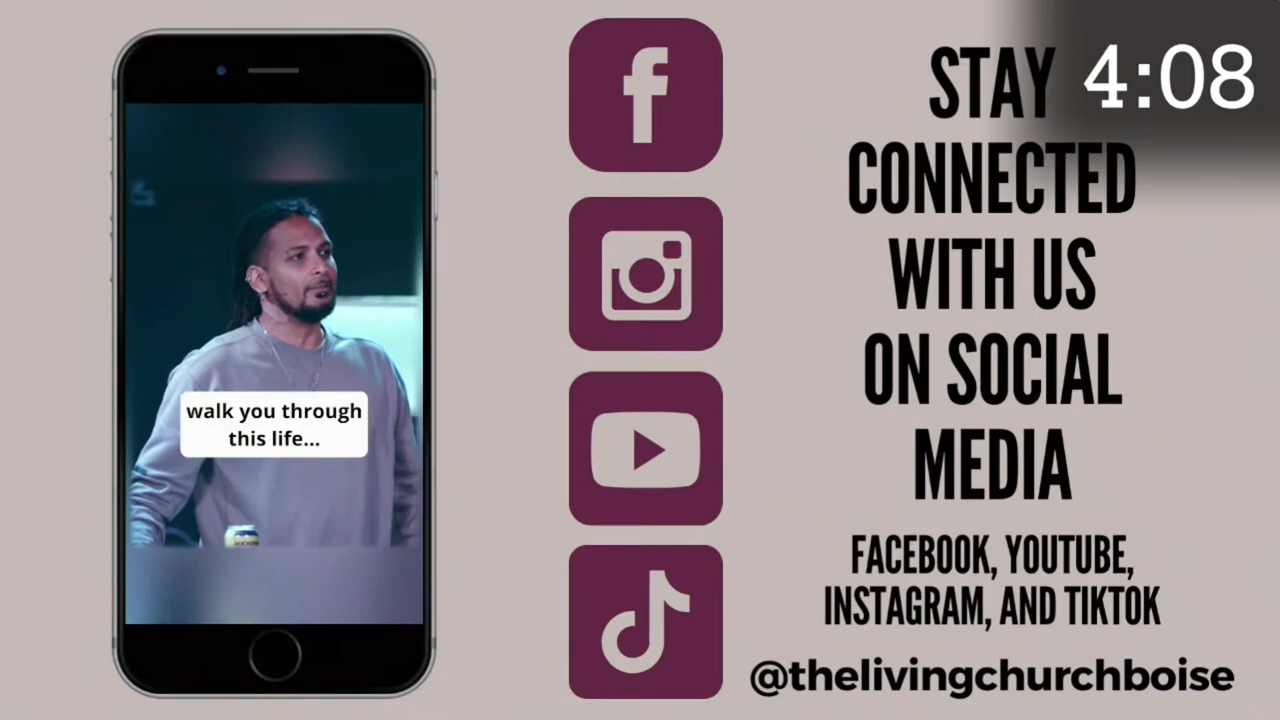 walk you through
this life...
STAY
CONNECTED
WITH US
ON SOCIAL
MEDIA
FACEBOOK, YOUTUBE,
INSTAGRAM, AND TIKTOK
@thelivingchurchboise
4:08